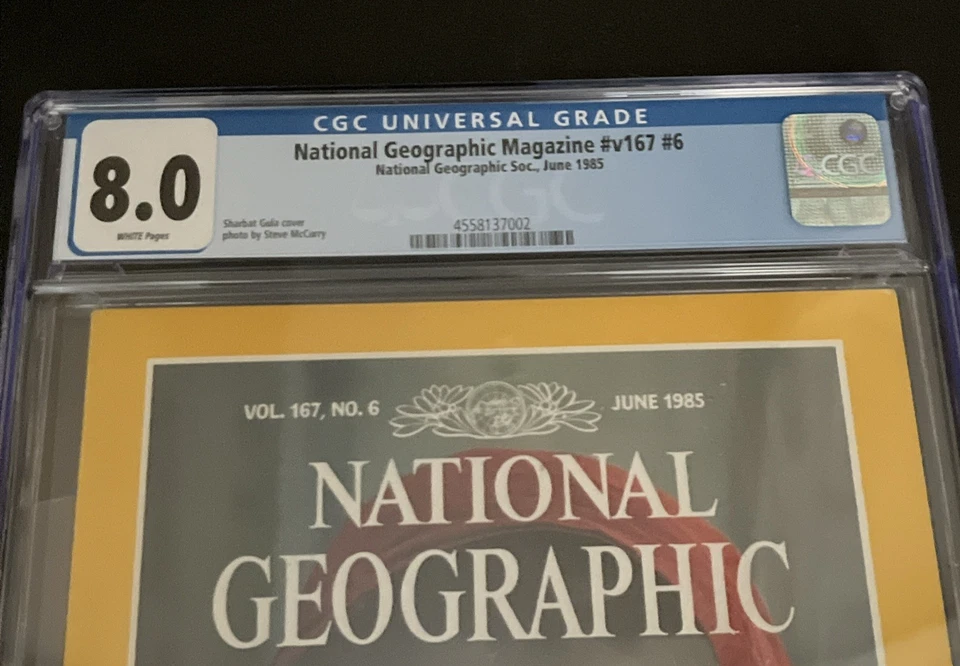 CGC UNIVERSAL GRADE
8.0
WHITE Pages
National Geographic Magazine #v167 #6
National Geographic Soc., June 1985
Sharbat Gula cover
photo by Steve McCurry
4558137002
CGC
CGC
VOL. 167, NO. 6
JUNE 1985
NATIONAL
GEOGRAPHIC